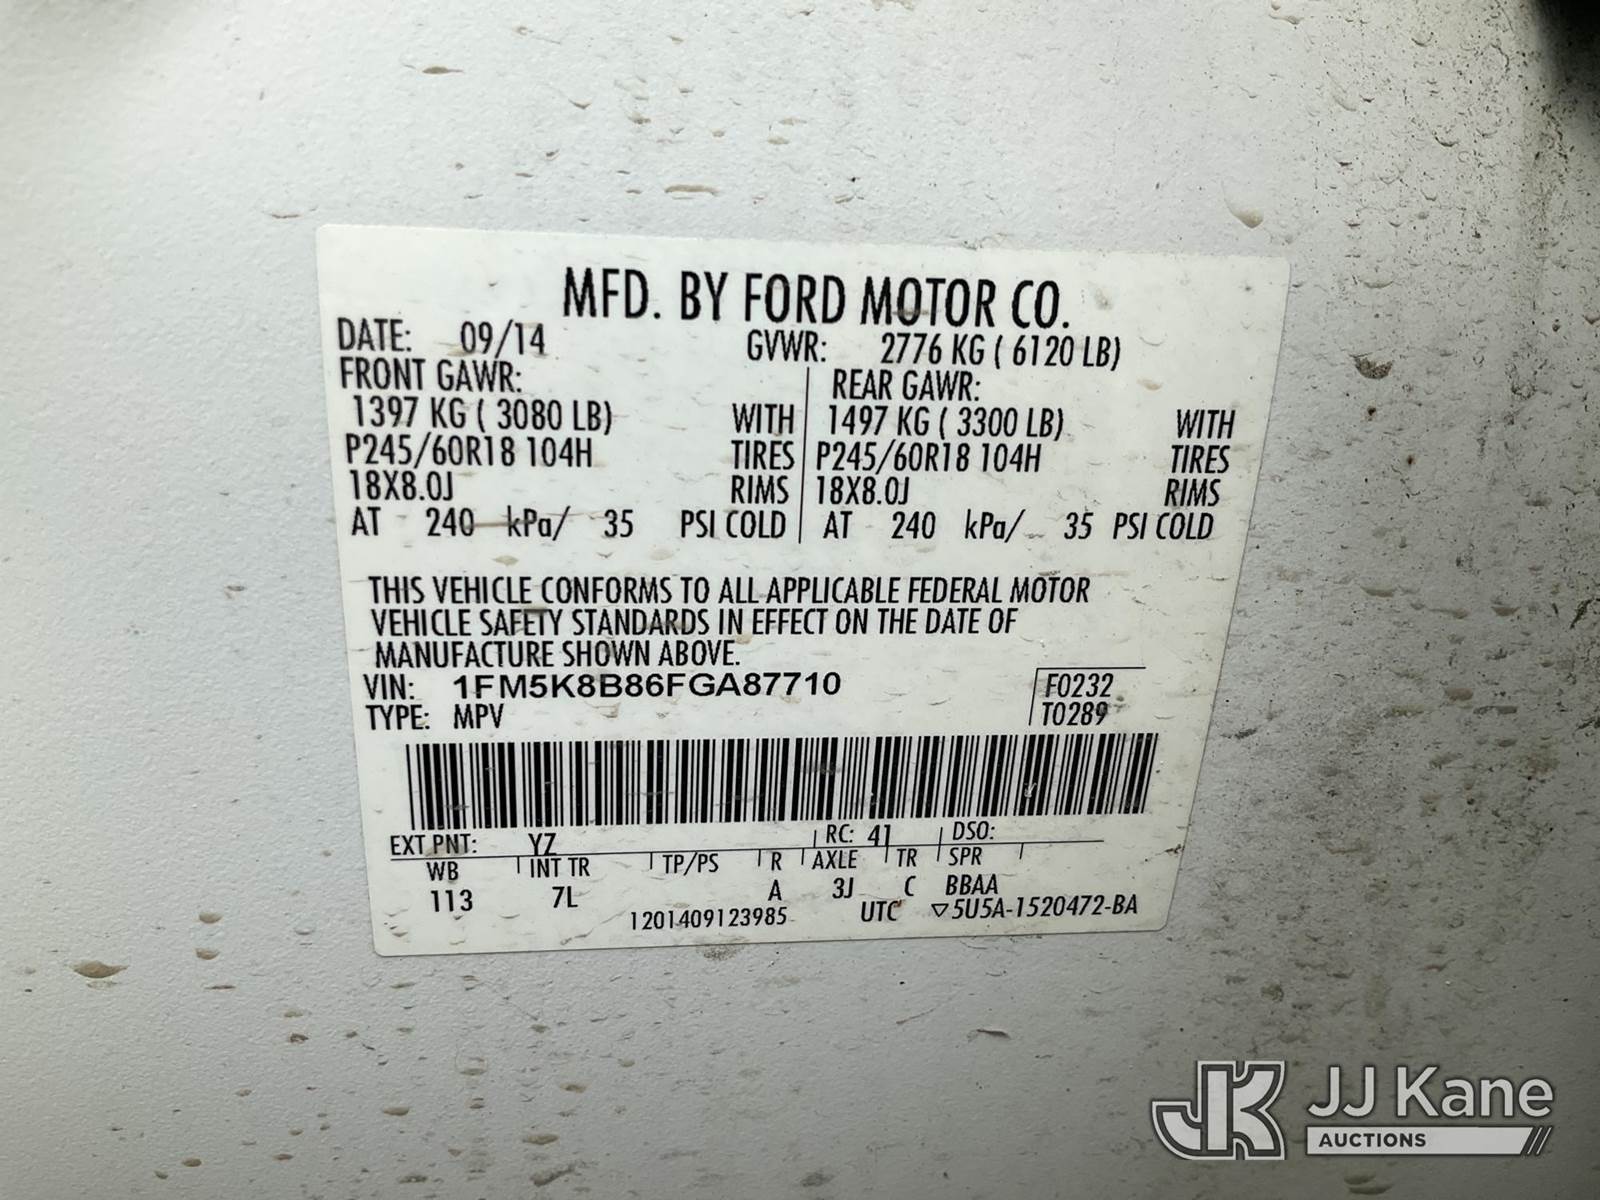 MFD. BY FORD MOTOR CO.
DATE: 09/14 GVWR: 2776 KG ( 6120 LB)
FRONT GAWR: REAR GAWR:
1397 KG ( 3080 LB) WITH 1497 KG ( 3300 LB) WITH
P245/60R18 104H TIRES P245/60R18 104H TIRES
18X8.0J RIMS 18X8.0J RIMS
AT 240 kPa/ 35 PSI COLD AT 240 kPa/ 35 PSI COLD
THIS VEHICLE CONFORMS TO ALL APPLICABLE FEDERAL MOTOR
VEHICLE SAFETY STANDARDS IN EFFECT ON THE DATE OF
MANUFACTURE SHOWN ABOVE.
VIN: 1FM5K8B86FGA87710 F0232
TYPE: MPV T0289
EXT PNT: YZ RC: 41 DSO:
WB INT TR TP/PS R AXLE TR SPR
113 7L A 3J C BBAA
1201409123985 UTC ▽5U5A-1520472-BA
JK JJ Kane
AUCTIONS